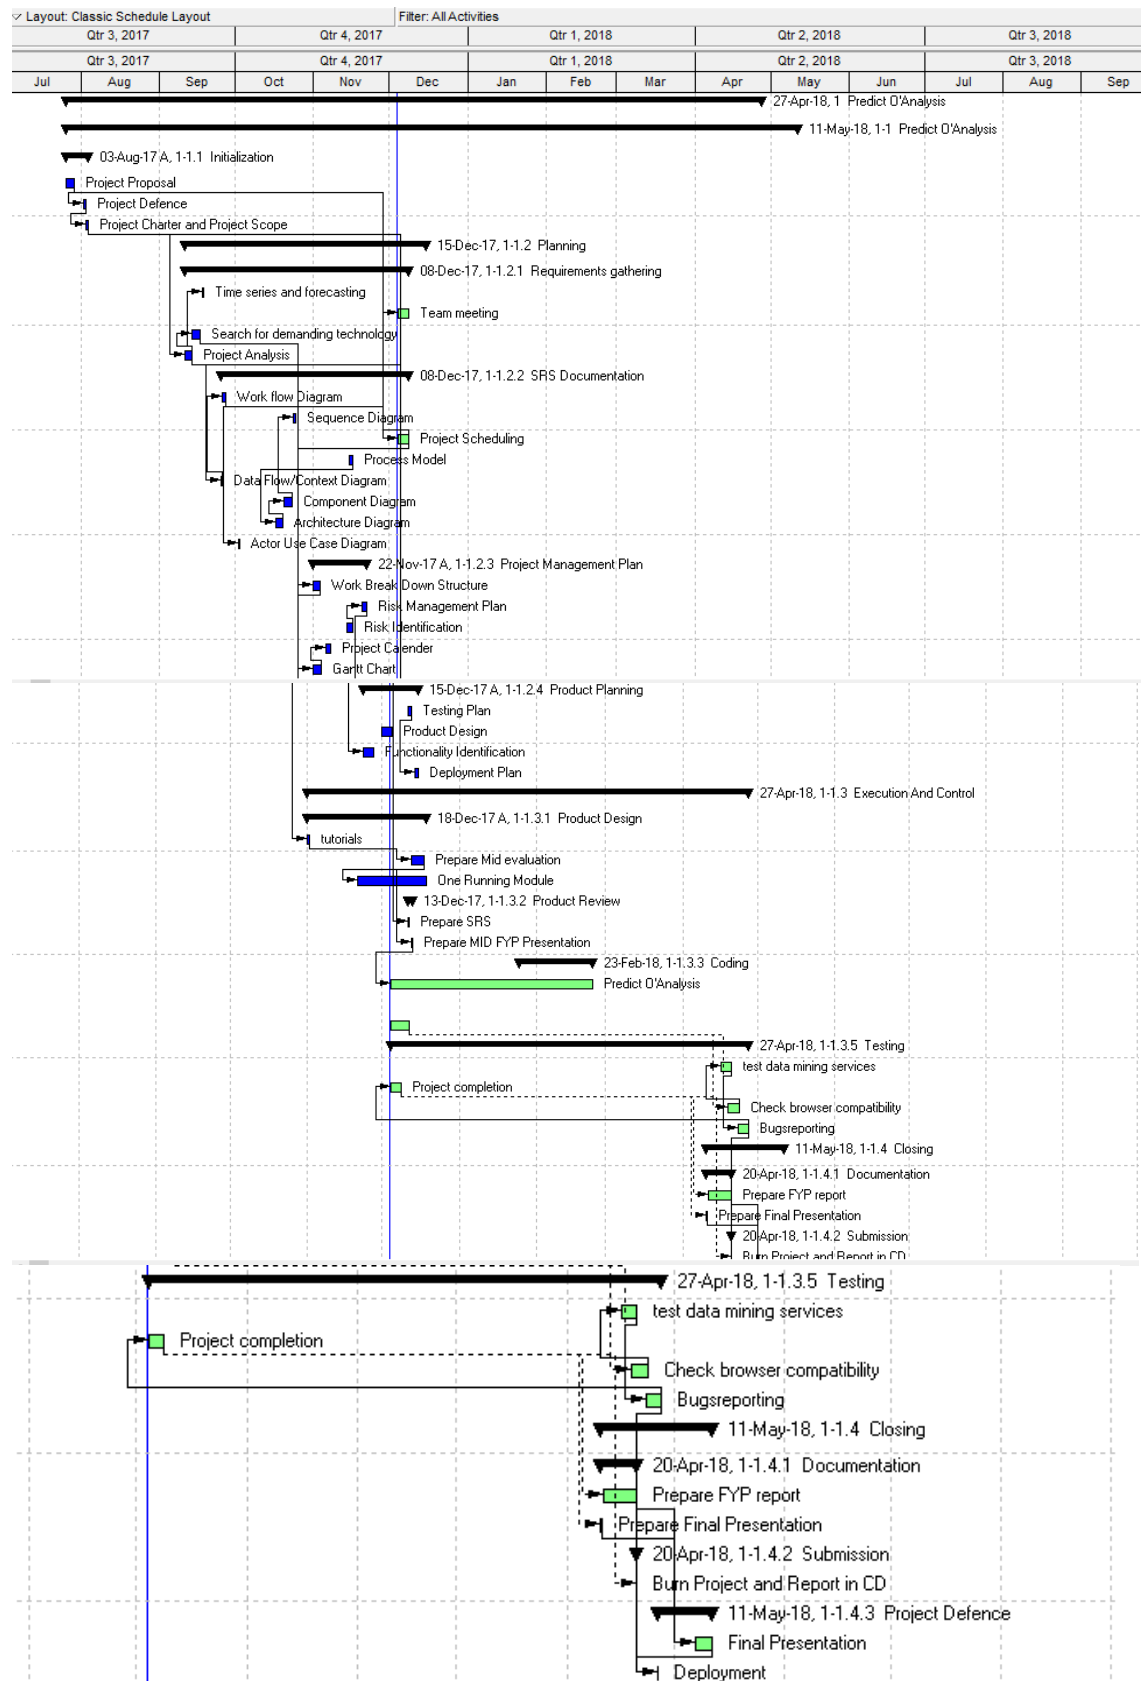 Layout: Classic Schedule Layout Filter: All Activities
Qtr 3, 2017 Qtr 4, 2017 Qtr 1, 2018 Qtr 2, 2018 Qtr 3, 2018
Qtr 3, 2017 Qtr 4, 2017 Qtr 1, 2018 Qtr 2, 2018 Qtr 3, 2018
Jul Aug Sep Oct Nov Dec Jan Feb Mar Apr May Jun Jul Aug Sep
27-Apr-18, 1 Predict O'Analysis
11-May-18, 1-1 Predict O'Analysis
03-Aug-17 A, 1-1.1 Initialization
Project Proposal
Project Defence
Project Charter and Project Scope
15-Dec-17, 1-1.2 Planning
08-Dec-17, 1-1.2.1 Requirements gathering
Time series and forecasting
Team meeting
Search for demanding technology
Project Analysis
08-Dec-17, 1-1.2.2 SRS Documentation
Work flow Diagram
Sequence Diagram
Project Scheduling
Process Model
Data Flow/Context Diagram
Component Diagram
Architecture Diagram
Actor Use Case Diagram
22-Nov-17 A, 1-1.2.3 Project Management Plan
Work Break Down Structure
Risk Management Plan
Risk Identification
Project Calender
Gantt Chart
15-Dec-17 A, 1-1.2.4 Product Planning
Testing Plan
Product Design
Functionality Identification
Deployment Plan
27-Apr-18, 1-1.3 Execution And Control
18-Dec-17 A, 1-1.3.1 Product Design
tutorials
Prepare Mid evaluation
One Running Module
13-Dec-17, 1-1.3.2 Product Review
Prepare SRS
Prepare MID FYP Presentation
23-Feb-18, 1-1.3.3 Coding
Predict O'Analysis
27-Apr-18, 1-1.3.5 Testing
test data mining services
Project completion
Check browser compatibility
Bugsreporting
11-May-18, 1-1.4 Closing
20-Apr-18, 1-1.4.1 Documentation
Prepare FYP report
Prepare Final Presentation
20-Apr-18, 1-1.4.2 Submission
Burn Project and Report in CD
27-Apr-18, 1-1.3.5 Testing
test data mining services
Project completion
Check browser compatibility
Bugsreporting
11-May-18, 1-1.4 Closing
20-Apr-18, 1-1.4.1 Documentation
Prepare FYP report
Prepare Final Presentation
20-Apr-18, 1-1.4.2 Submission
Burn Project and Report in CD
11-May-18, 1-1.4.3 Project Defence
Final Presentation
Deployment